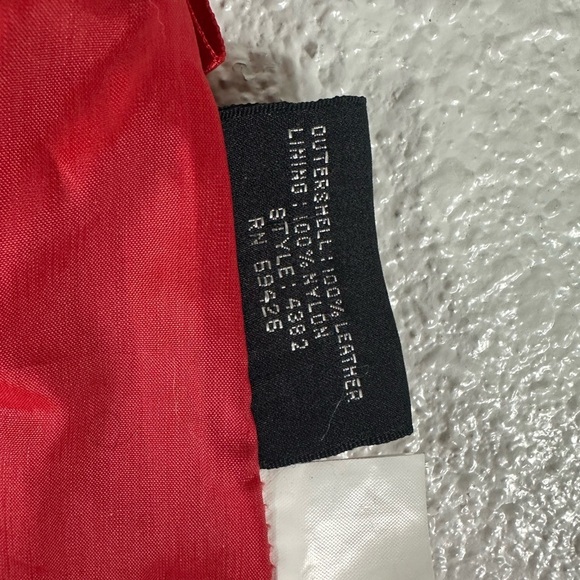 OUTERSHELL: 100% LEATHER
LINING: 100% NYLON
STYLE: 4382
RN 69426